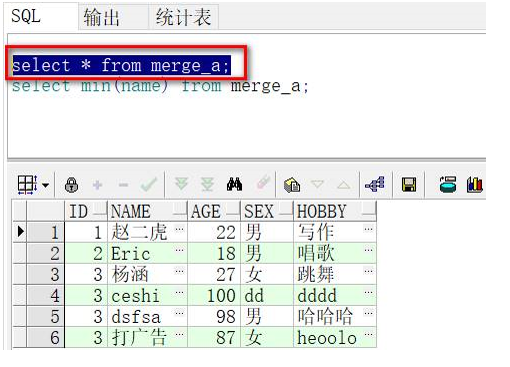 SQL 输出 统计表
select * from merge_a;
select min(name) from merge_a;
ID NAME AGE SEX HOBBY
1 1 赵二虎 22 男 写作
2 2 Eric 18 男 唱歌
3 3 杨涵 27 女 跳舞
4 3 ceshi 100 dd dddd
5 3 dsfsa 98 男 哈哈哈
6 3 打广告 87 女 heoolo